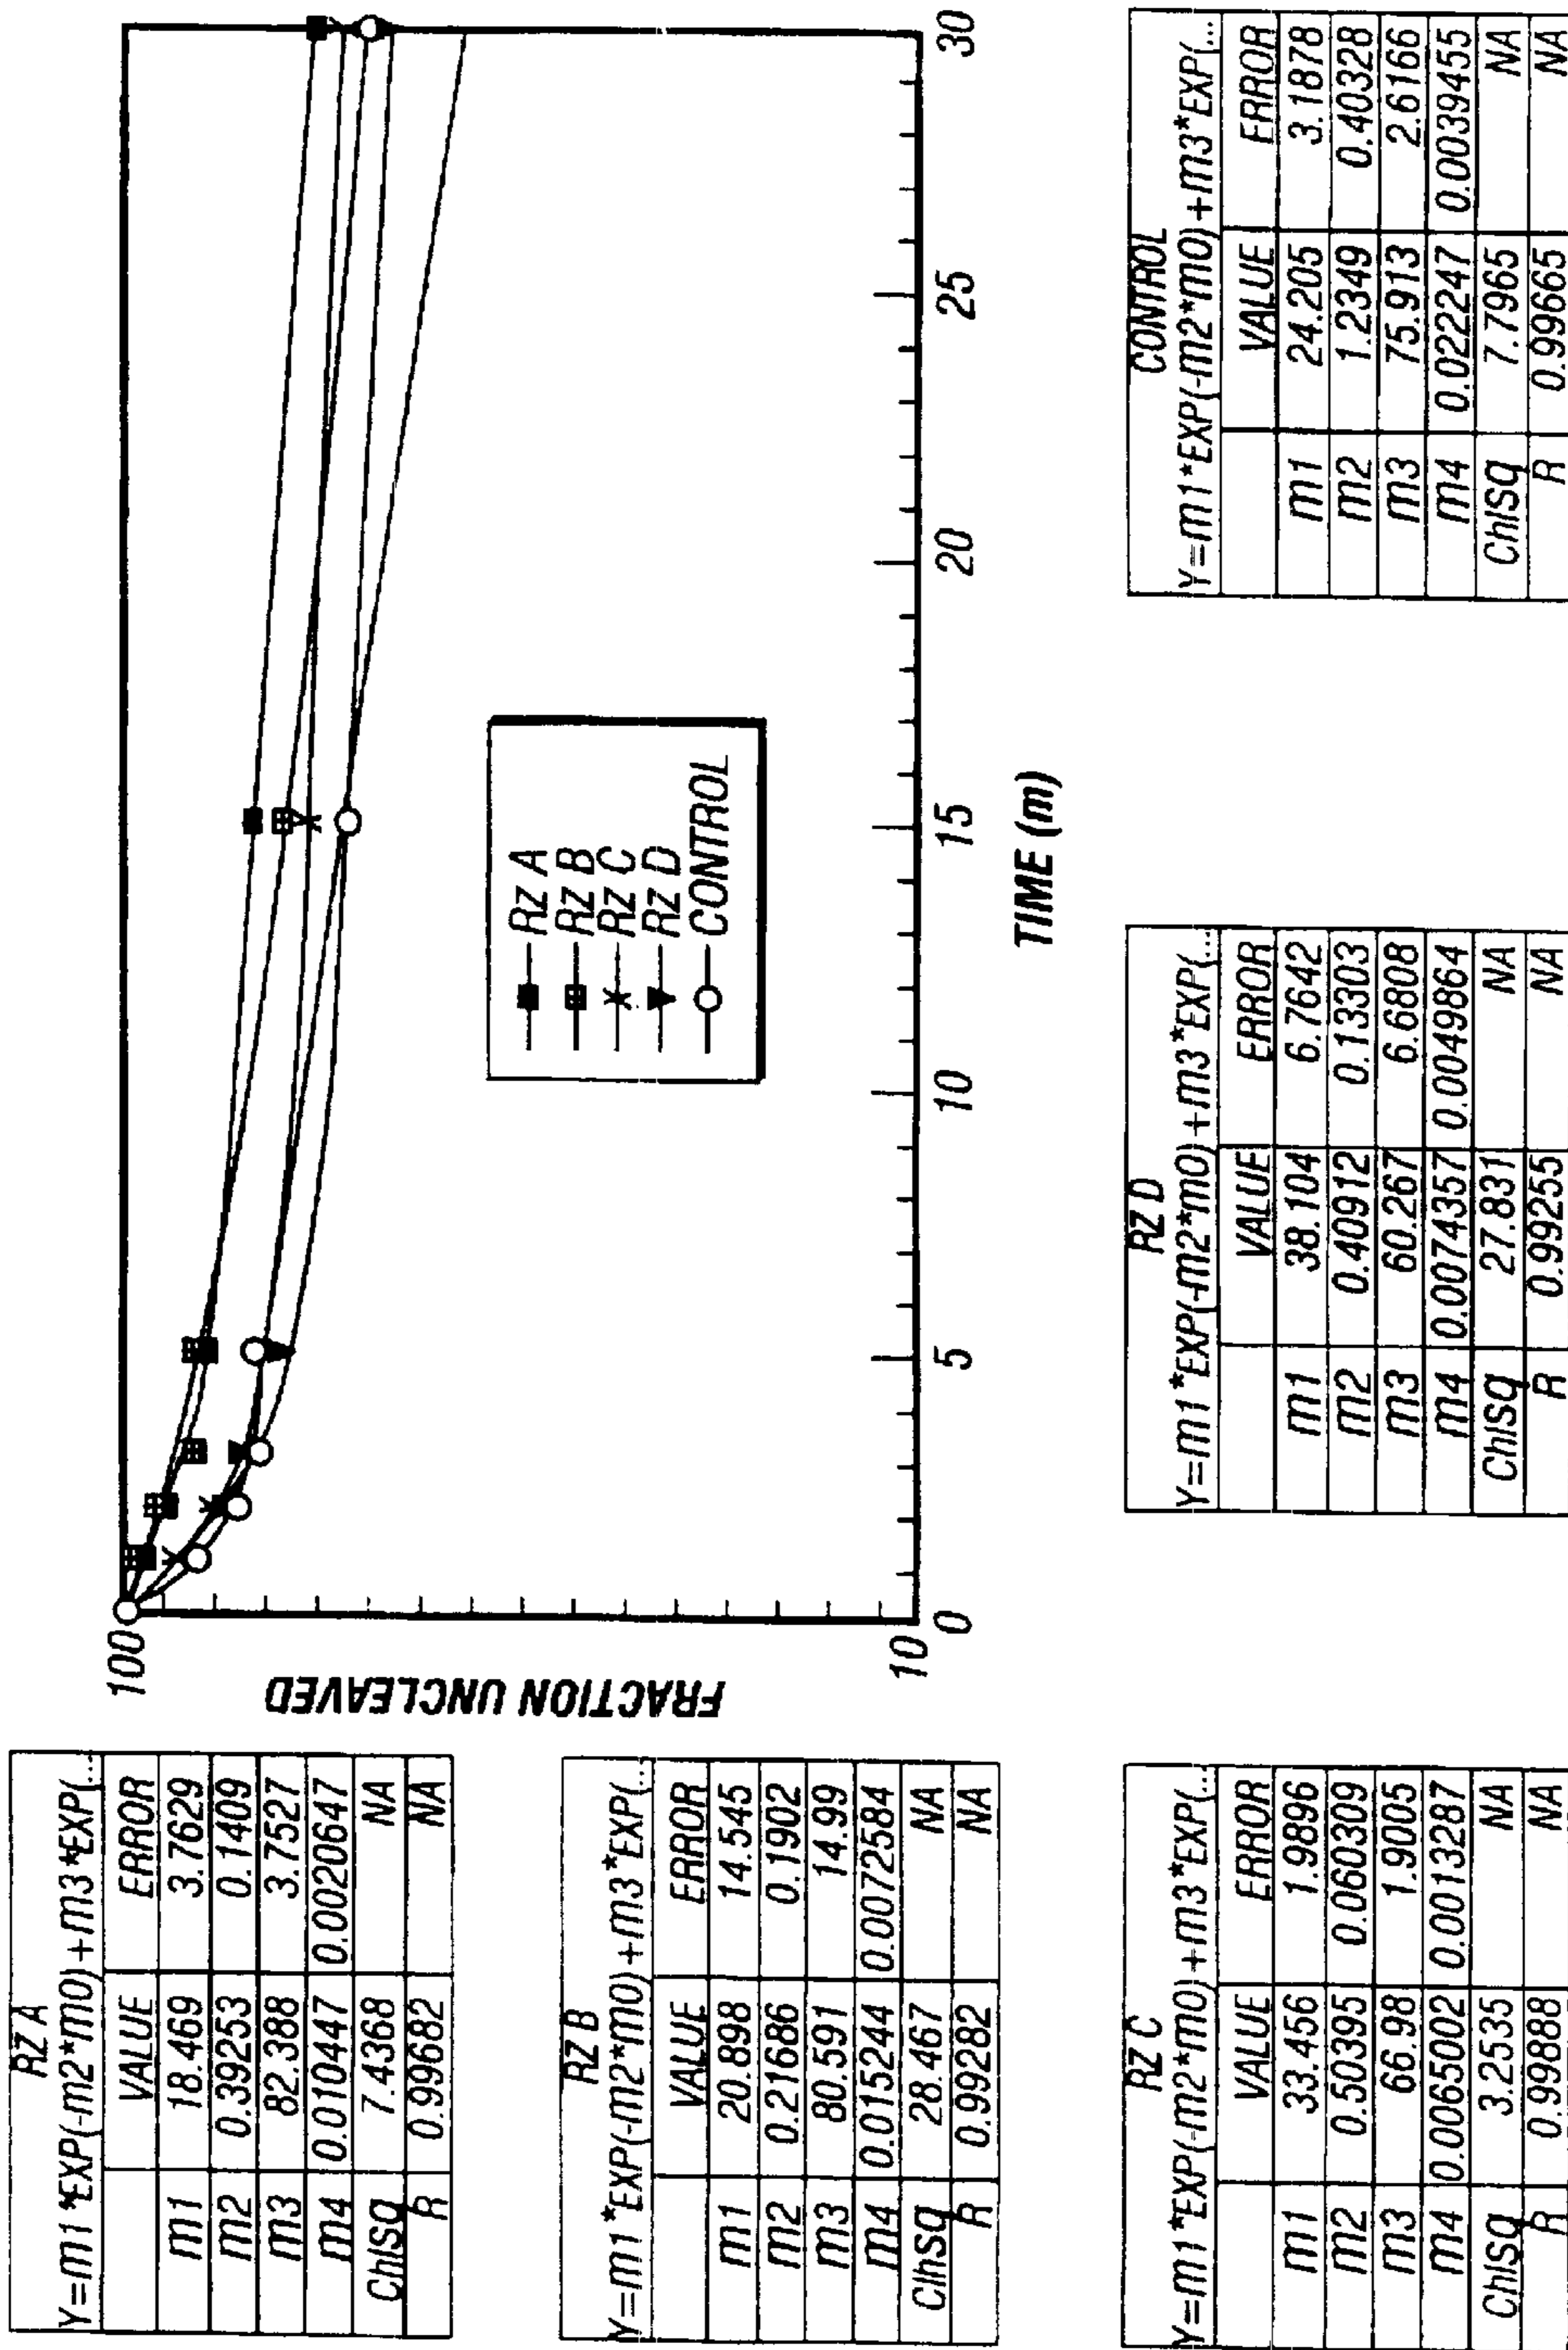 RZ A
Y=m1*EXP(-m2*m0)+m3*EXP(...
VALUE ERROR
m1 18.469 3.7629
m2 0.39253 0.1409
m3 82.388 3.7527
m4 0.010447 0.0020647
ChISq 7.4368 NA
R 0.99682 NA
RZ B
Y=m1*EXP(-m2*m0)+m3*EXP(...
VALUE ERROR
m1 20.898 14.545
m2 0.21686 0.1902
m3 80.591 14.99
m4 0.015244 0.0072584
ClhSq 28.467 NA
R 0.99282 NA
RZ C
Y=m1*EXP(-m2*m0)+m3*EXP(...
VALUE ERROR
m1 33.456 1.9896
m2 0.50395 0.060309
m3 66.98 1.9005
m4 0.0065002 0.0013287
ChISq 3.2535 NA
R 0.99888 NA
FRACTION UNCLEAVED
100
10
RZ A
RZ B
RZ C
RZ D
CONTROL
0 5 10 15 20 25 30
TIME (m)
RZ D
Y=m1*EXP(-m2*m0)+m3*EXP(...
VALUE ERROR
m1 38.104 6.7642
m2 0.40912 0.13303
m3 60.267 6.6808
m4 0.0074357 0.0049864
ChISq 27.831 NA
R 0.99255 NA
CONTROL
Y=m1*EXP(-m2*m0)+m3*EXP(...
VALUE ERROR
m1 24.205 3.1878
m2 1.2349 0.40328
m3 75.913 2.6166
m4 0.022247 0.0039455
ChISq 7.7965 NA
R 0.99665 NA